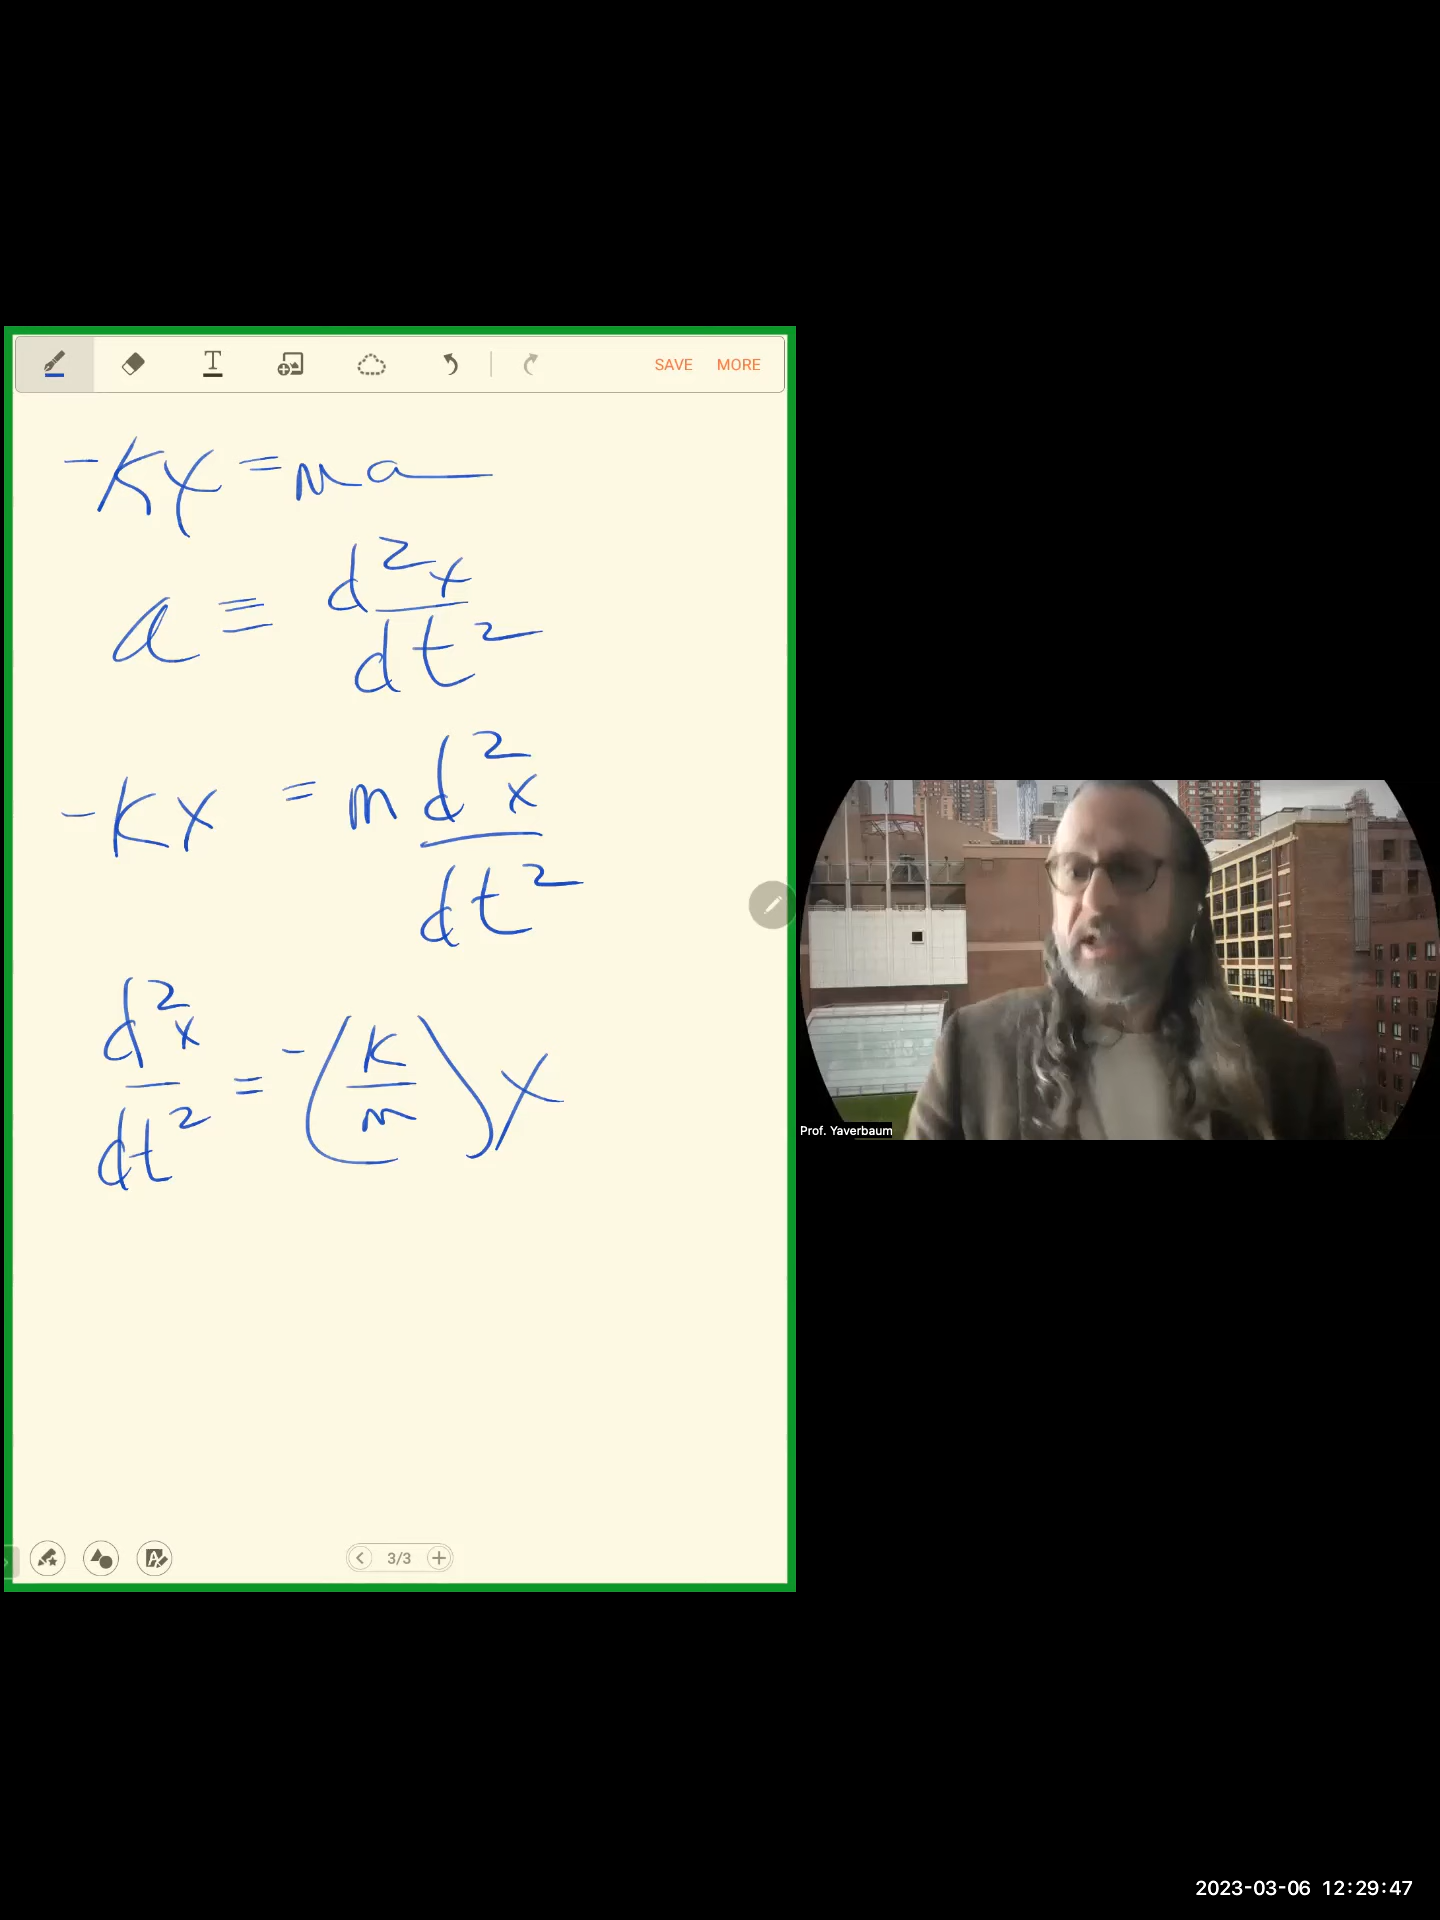 SAVE MORE
-kx = ma
a ≡ d²x/dt²
-kx = m d²x/dt²
d²x/dt² = -(k/m)x
Prof. Yaverbaum
3/3
2023-03-06 12:29:47